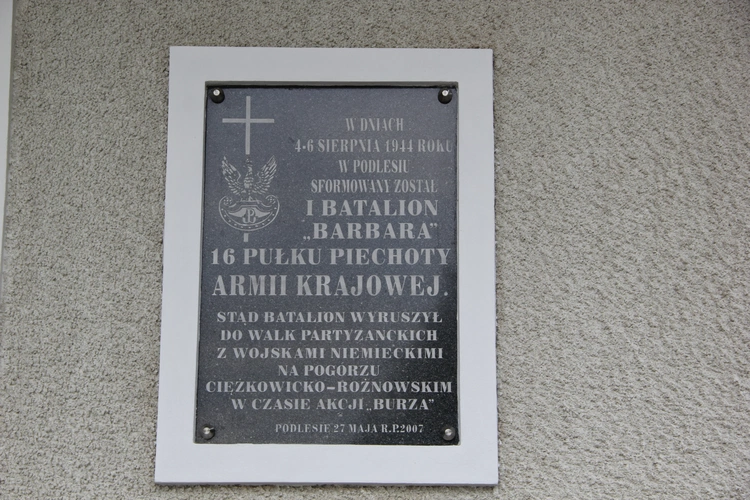 W DNIACH
4-6 SIERPNIA 1944 ROKU
W PODLESIU
SFORMOWANY ZOSTAŁ
I BATALION
„BARBARA”
16 PUŁKU PIECHOTY
ARMII KRAJOWEJ.
STĄD BATALION WYRUSZYŁ
DO WALK PARTYZANCKICH
Z WOJSKAMI NIEMIECKIMI
NA POGÓRZU
CIĘŻKOWICKO-ROŻNOWSKIM
W CZASIE AKCJI „BURZA”
PODLESIE 27 MAJA R.P.2007